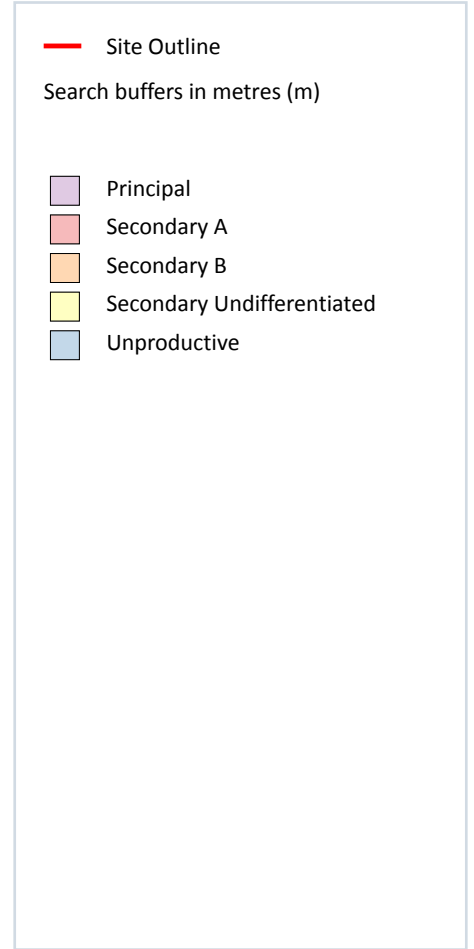 Site Outline
Search buffers in metres (m)
Principal
Secondary A
Secondary B
Secondary Undifferentiated
Unproductive